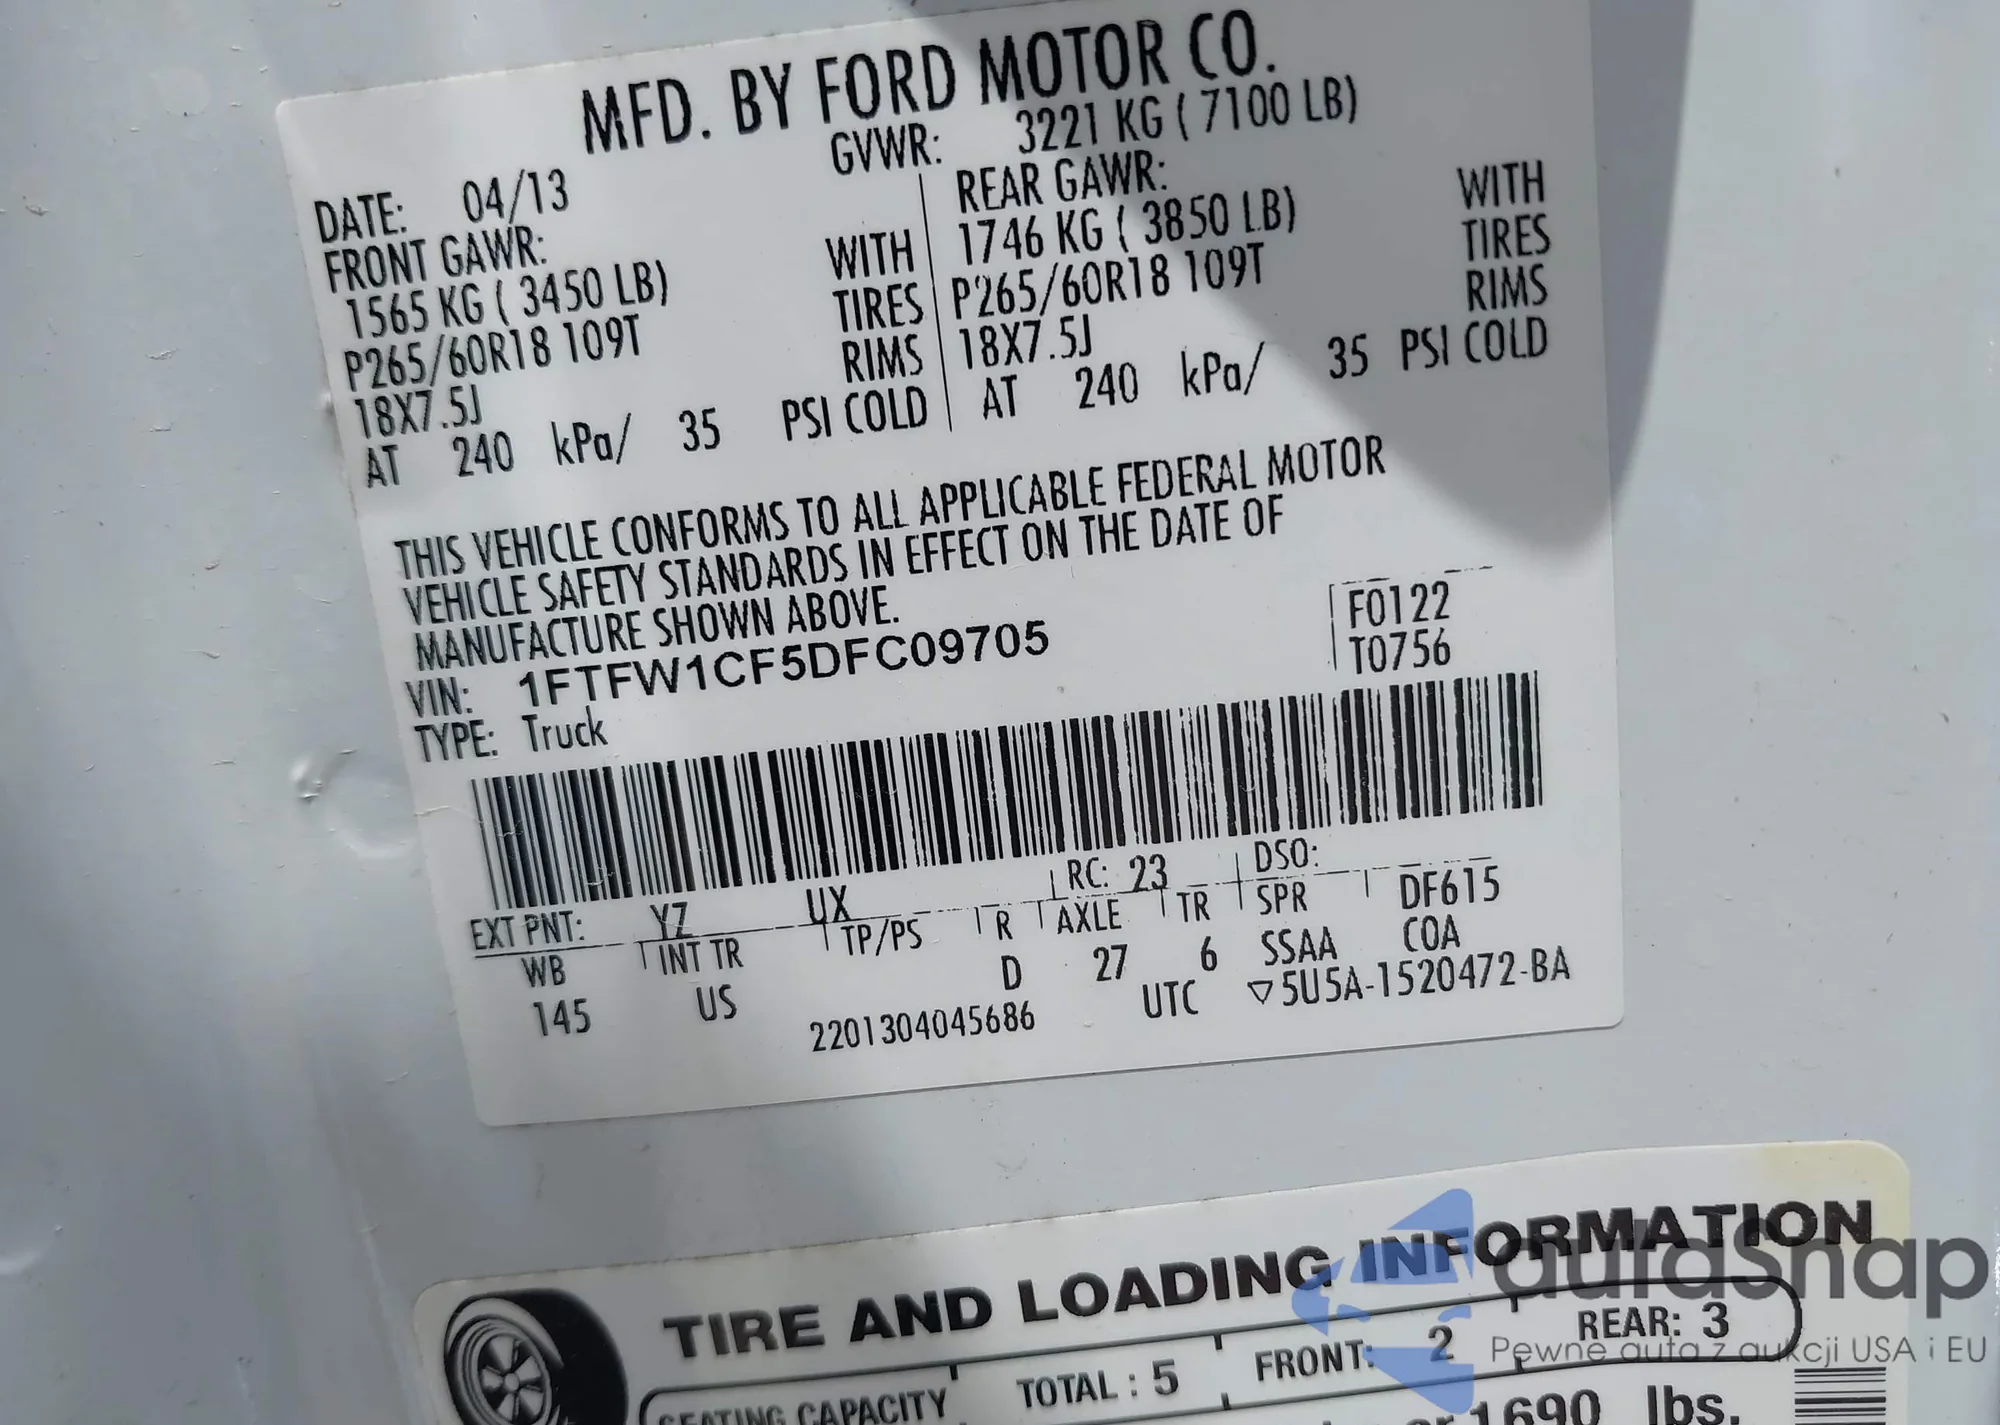 MFD. BY FORD MOTOR CO.
DATE: 04/13 GVWR: 3221 KG ( 7100 LB)
FRONT GAWR: REAR GAWR:
1565 KG ( 3450 LB) WITH 1746 KG ( 3850 LB) WITH
P265/60R18 109T TIRES P265/60R18 109T TIRES
18X7.5J RIMS 18X7.5J RIMS
AT 240 kPa/ 35 PSI COLD AT 240 kPa/ 35 PSI COLD
THIS VEHICLE CONFORMS TO ALL APPLICABLE FEDERAL MOTOR
VEHICLE SAFETY STANDARDS IN EFFECT ON THE DATE OF
MANUFACTURE SHOWN ABOVE.
VIN: 1FTFW1CF5DFC09705 F0122
TYPE: Truck T0756
EXT PNT: YZ UX RC: 23 DSO:
WB INT TR TP/PS R AXLE TR SPR DF615
145 US D 27 6 SSAA COA
2201304045686 UTC ▽5U5A-1520472-BA
TIRE AND LOADING INFORMATION
SEATING CAPACITY TOTAL : 5 FRONT: 2 REAR: 3
or 1690 lbs.
autaSnap
Pewne auta z aukcji USA i EU